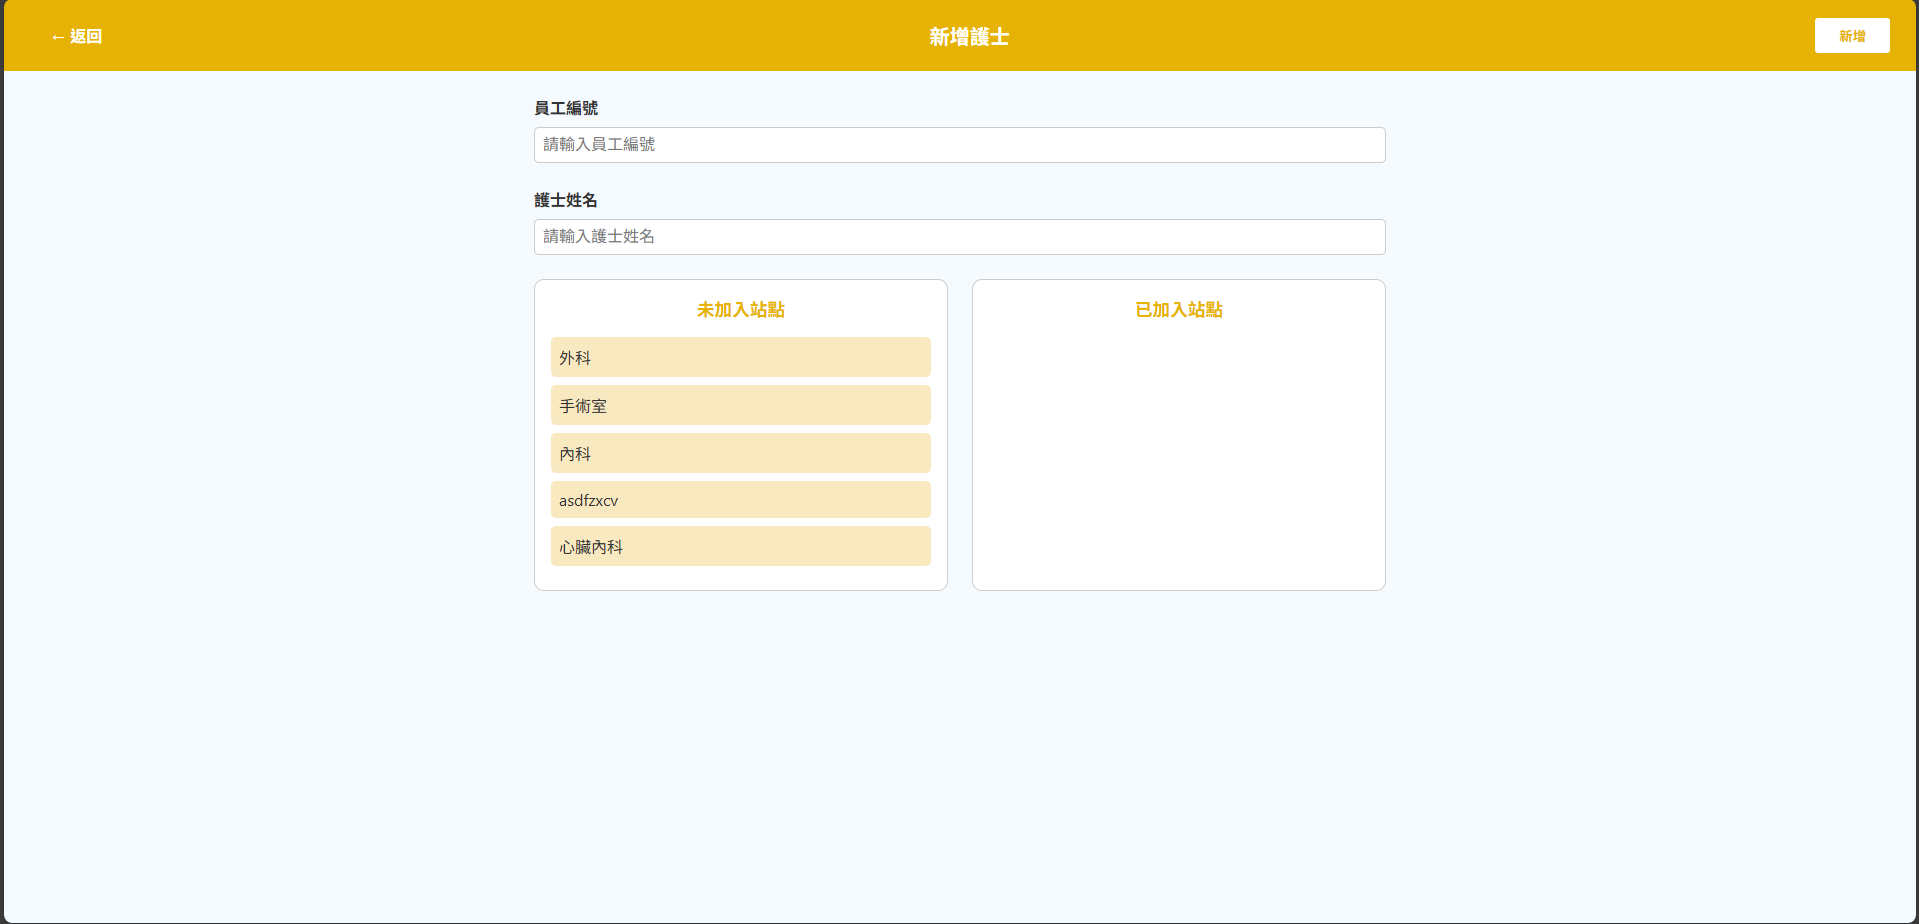 ← 返回
新增護士
新增
員工編號
請輸入員工編號
護士姓名
請輸入護士姓名
未加入站點
外科
手術室
內科
asdfzxcv
心臟內科
已加入站點